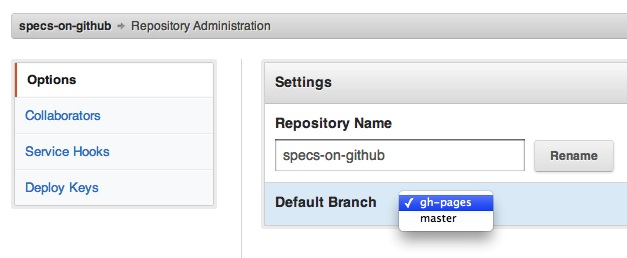 specs-on-github → Repository Administration
Options
Collaborators
Service Hooks
Deploy Keys
Settings
Repository Name
specs-on-github Rename
Default Branch ✓ gh-pages
master